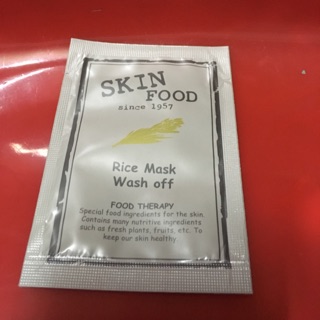 SKIN
FOOD
since 1957
Rice Mask
Wash off
FOOD THERAPY
Special food ingredients for the skin.
Contains many nutritive ingredients
such as fresh plants, fruits, etc. To
keep our skin healthy.